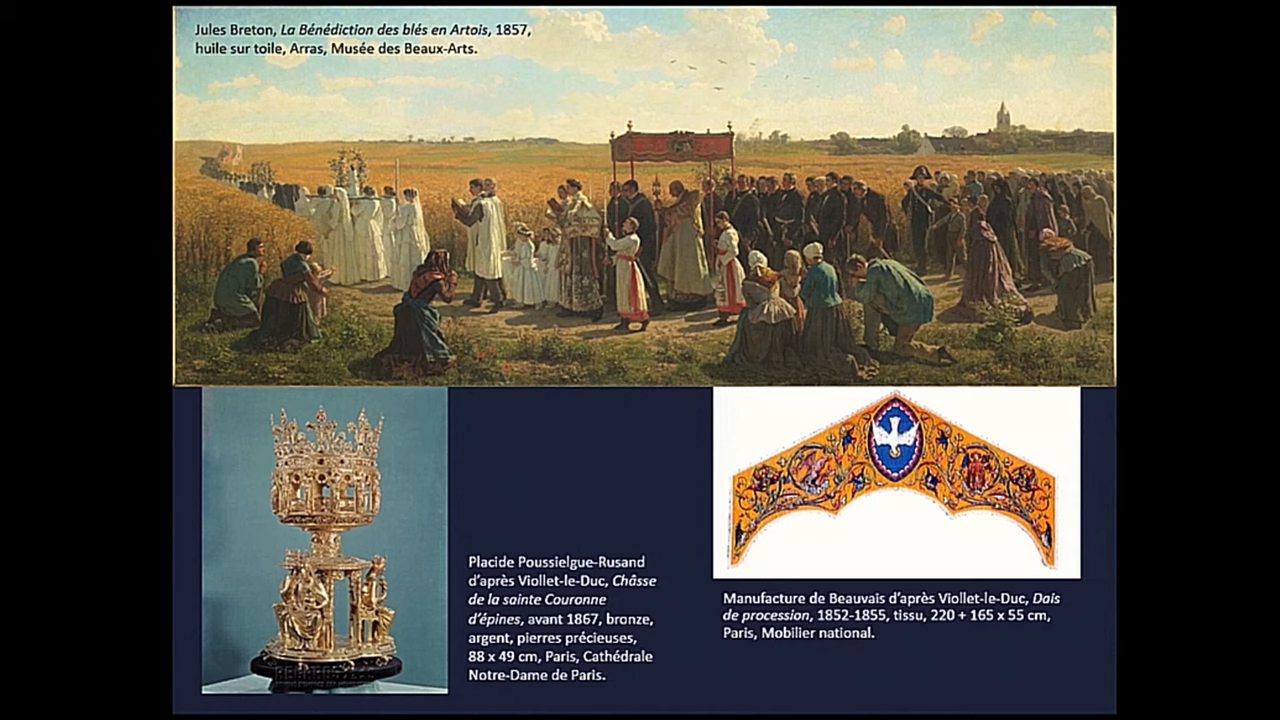 Jules Breton, La Bénédiction des blés en Artois, 1857,
huile sur toile, Arras, Musée des Beaux-Arts.
Placide Poussielgue-Rusand
d'après Viollet-le-Duc, Châsse
de la sainte Couronne
d'épines, avant 1867, bronze,
argent, pierres précieuses,
88 x 49 cm, Paris, Cathédrale
Notre-Dame de Paris.
Manufacture de Beauvais d'après Viollet-le-Duc, Dais
de procession, 1852-1855, tissu, 220 + 165 x 55 cm,
Paris, Mobilier national.